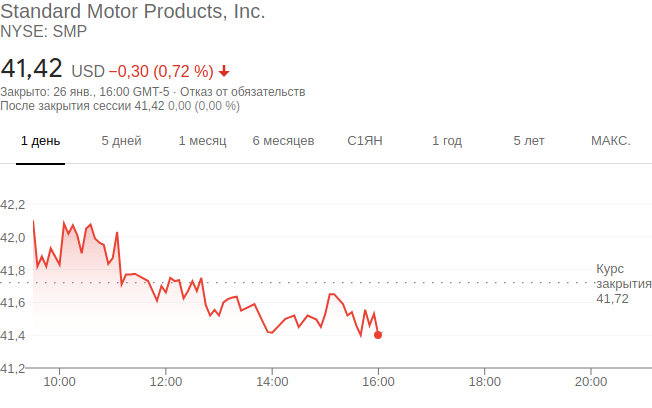 Standard Motor Products, Inc.
NYSE: SMP
41,42 USD −0,30 (0,72 %)
Закрыто: 26 янв., 16:00 GMT-5 · Отказ от обязательств
После закрытия сессии 41,42 0,00 (0,00 %)
1 день 5 дней 1 месяц 6 месяцев С1ЯН 1 год 5 лет МАКС.
42,2
42,0
41,8
Курс
закрытия
41,72
41,6
41,4
41,2
10:00 12:00 14:00 16:00 18:00 20:00